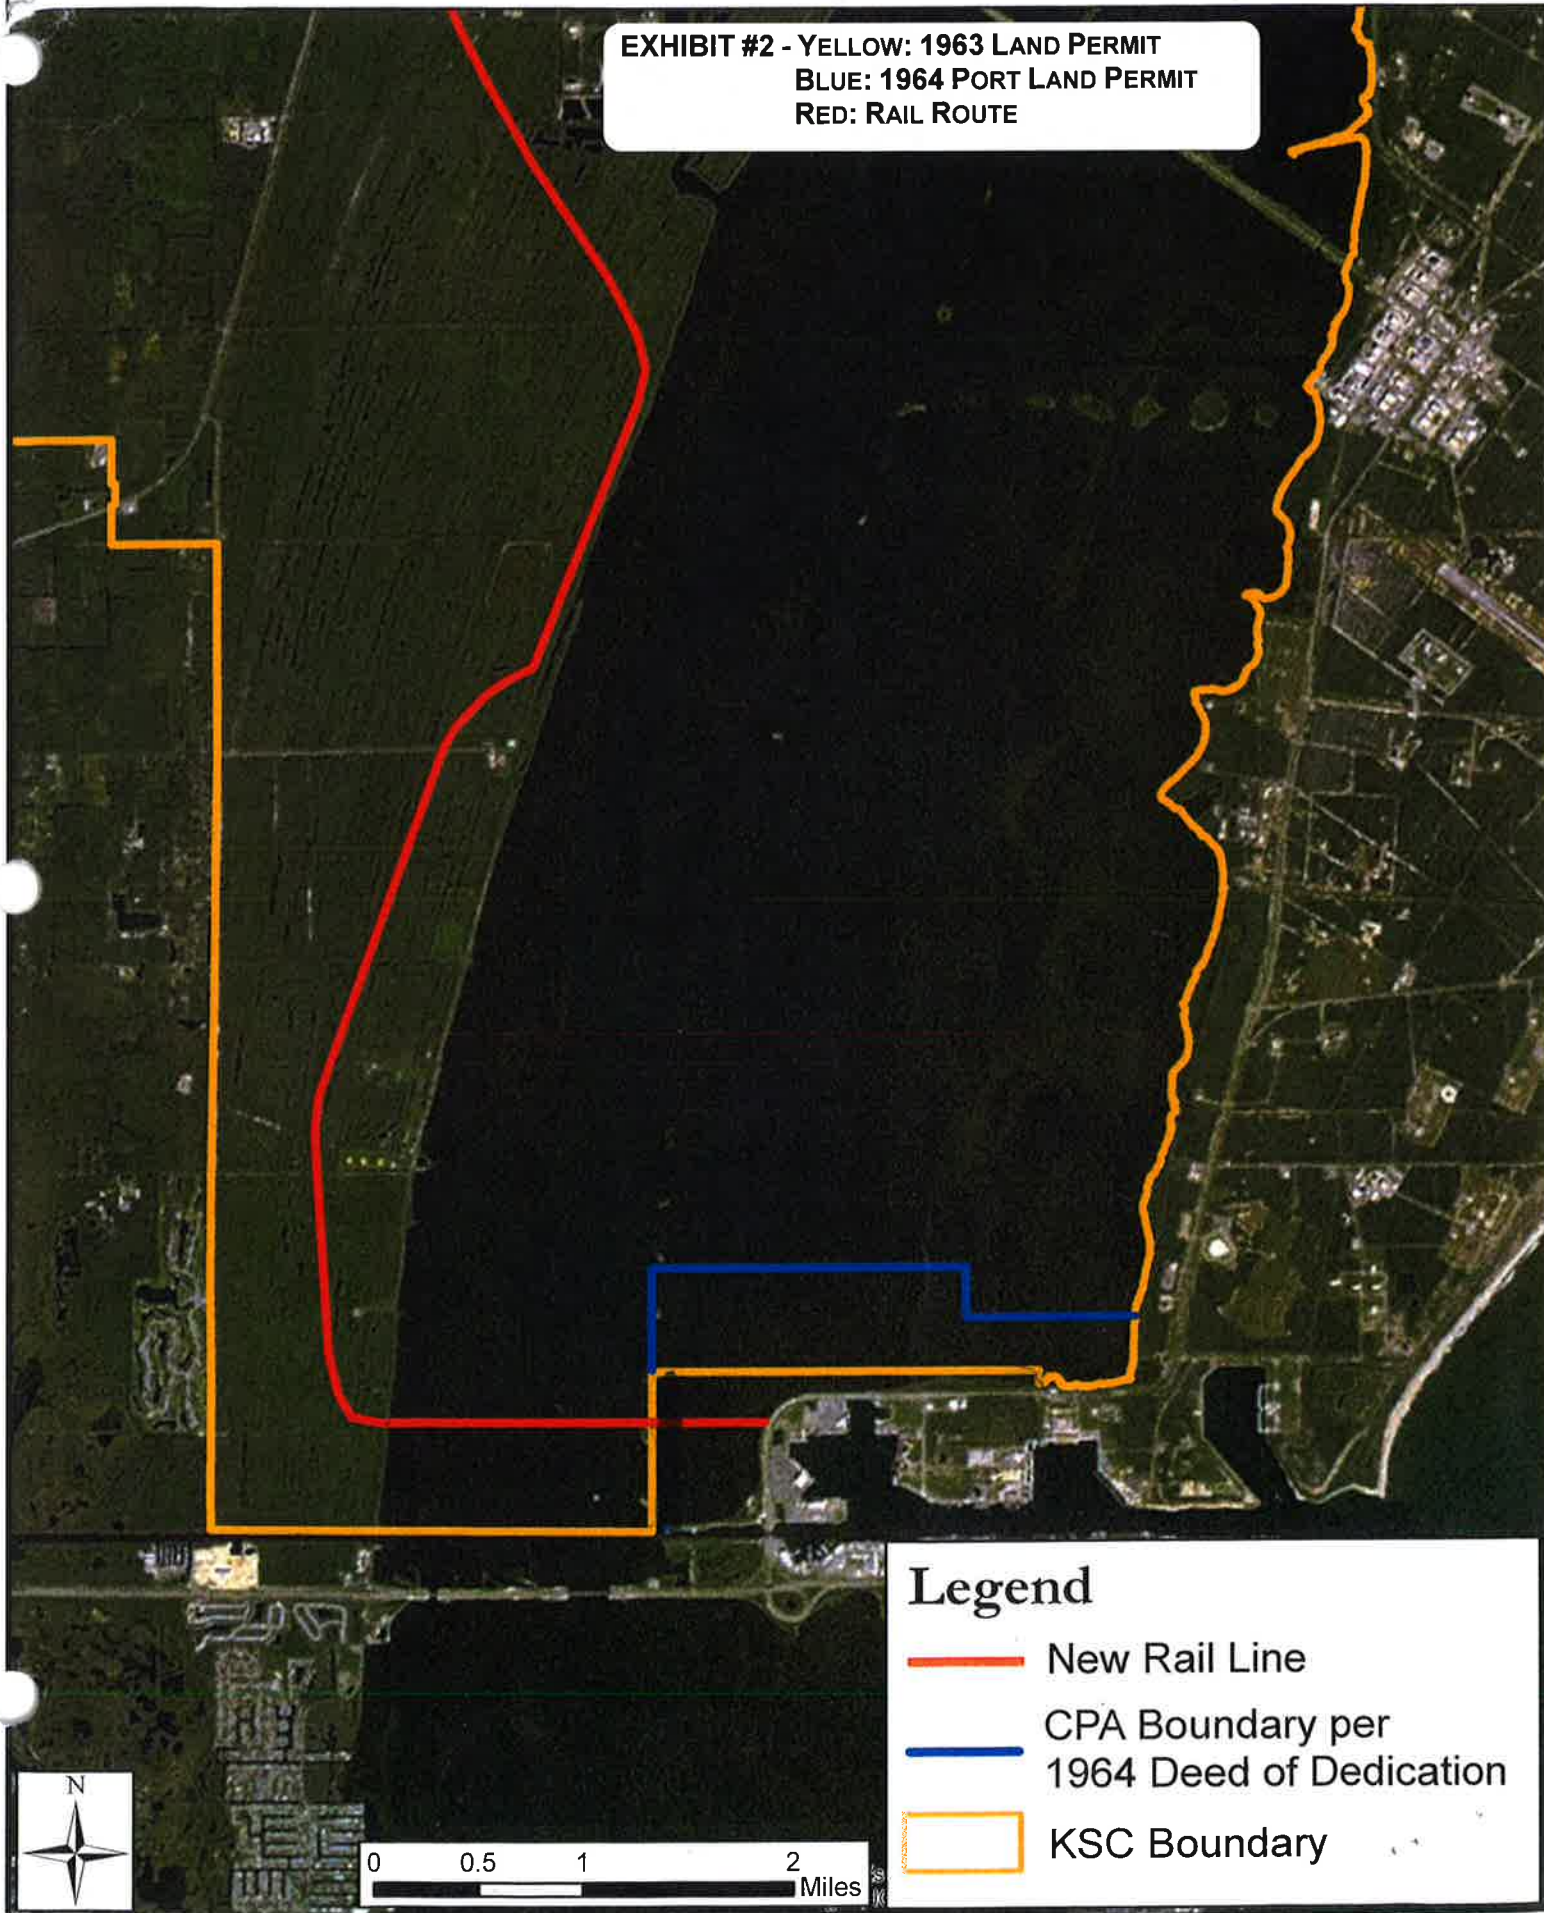 EXHIBIT #2 - YELLOW: 1963 LAND PERMIT
BLUE: 1964 PORT LAND PERMIT
RED: RAIL ROUTE
Legend
New Rail Line
CPA Boundary per
1964 Deed of Dedication
KSC Boundary
N
0 0.5 1 2
Miles